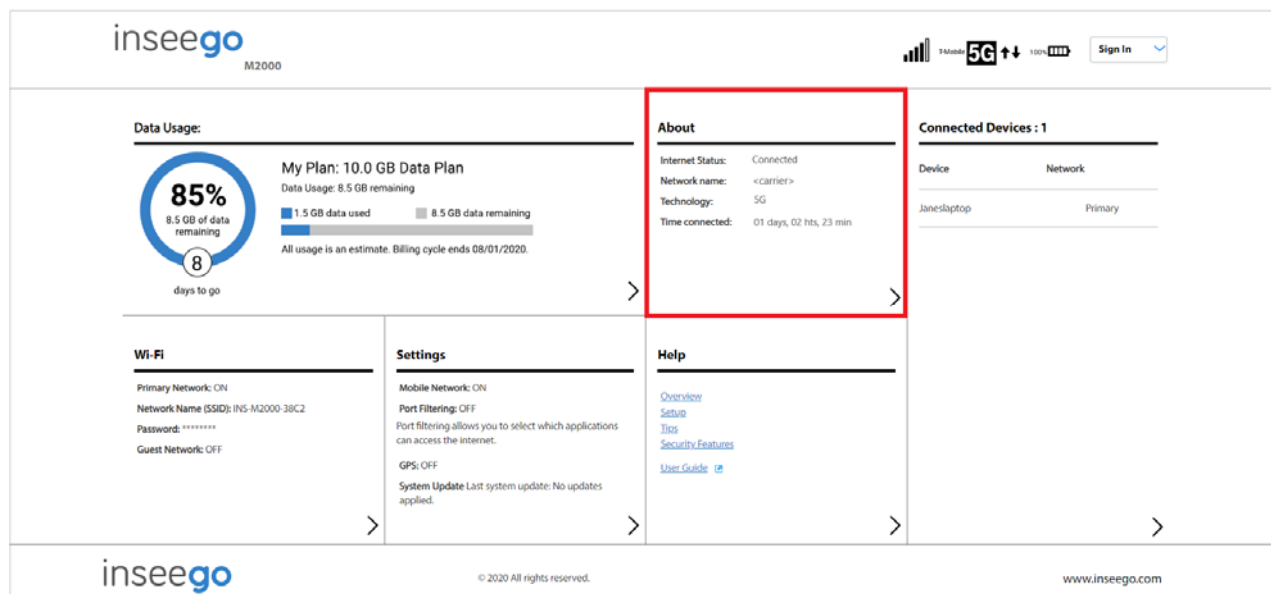 inseego
M2000
T-Mobile 5G 100%
Sign In
Data Usage:
85%
8.5 GB of data
remaining
8
days to go
My Plan: 10.0 GB Data Plan
Data Usage: 8.5 GB remaining
1.5 GB data used 8.5 GB data remaining
All usage is an estimate. Billing cycle ends 08/01/2020.
About
Internet Status: Connected
Network name: <carrier>
Technology: 5G
Time connected: 01 days, 02 hts, 23 min
Connected Devices : 1
Device Network
Janeslaptop Primary
Wi-Fi
Primary Network: ON
Network Name (SSID): INS-M2000-38C2
Password: ********
Guest Network: OFF
Settings
Mobile Network: ON
Port Filtering: OFF
Port filtering allows you to select which applications
can access the internet.
GPS: OFF
System Update Last system update: No updates
applied.
Help
Overview
Setup
Tips
Security Features
User Guide
inseego
© 2020 All rights reserved.
www.inseego.com